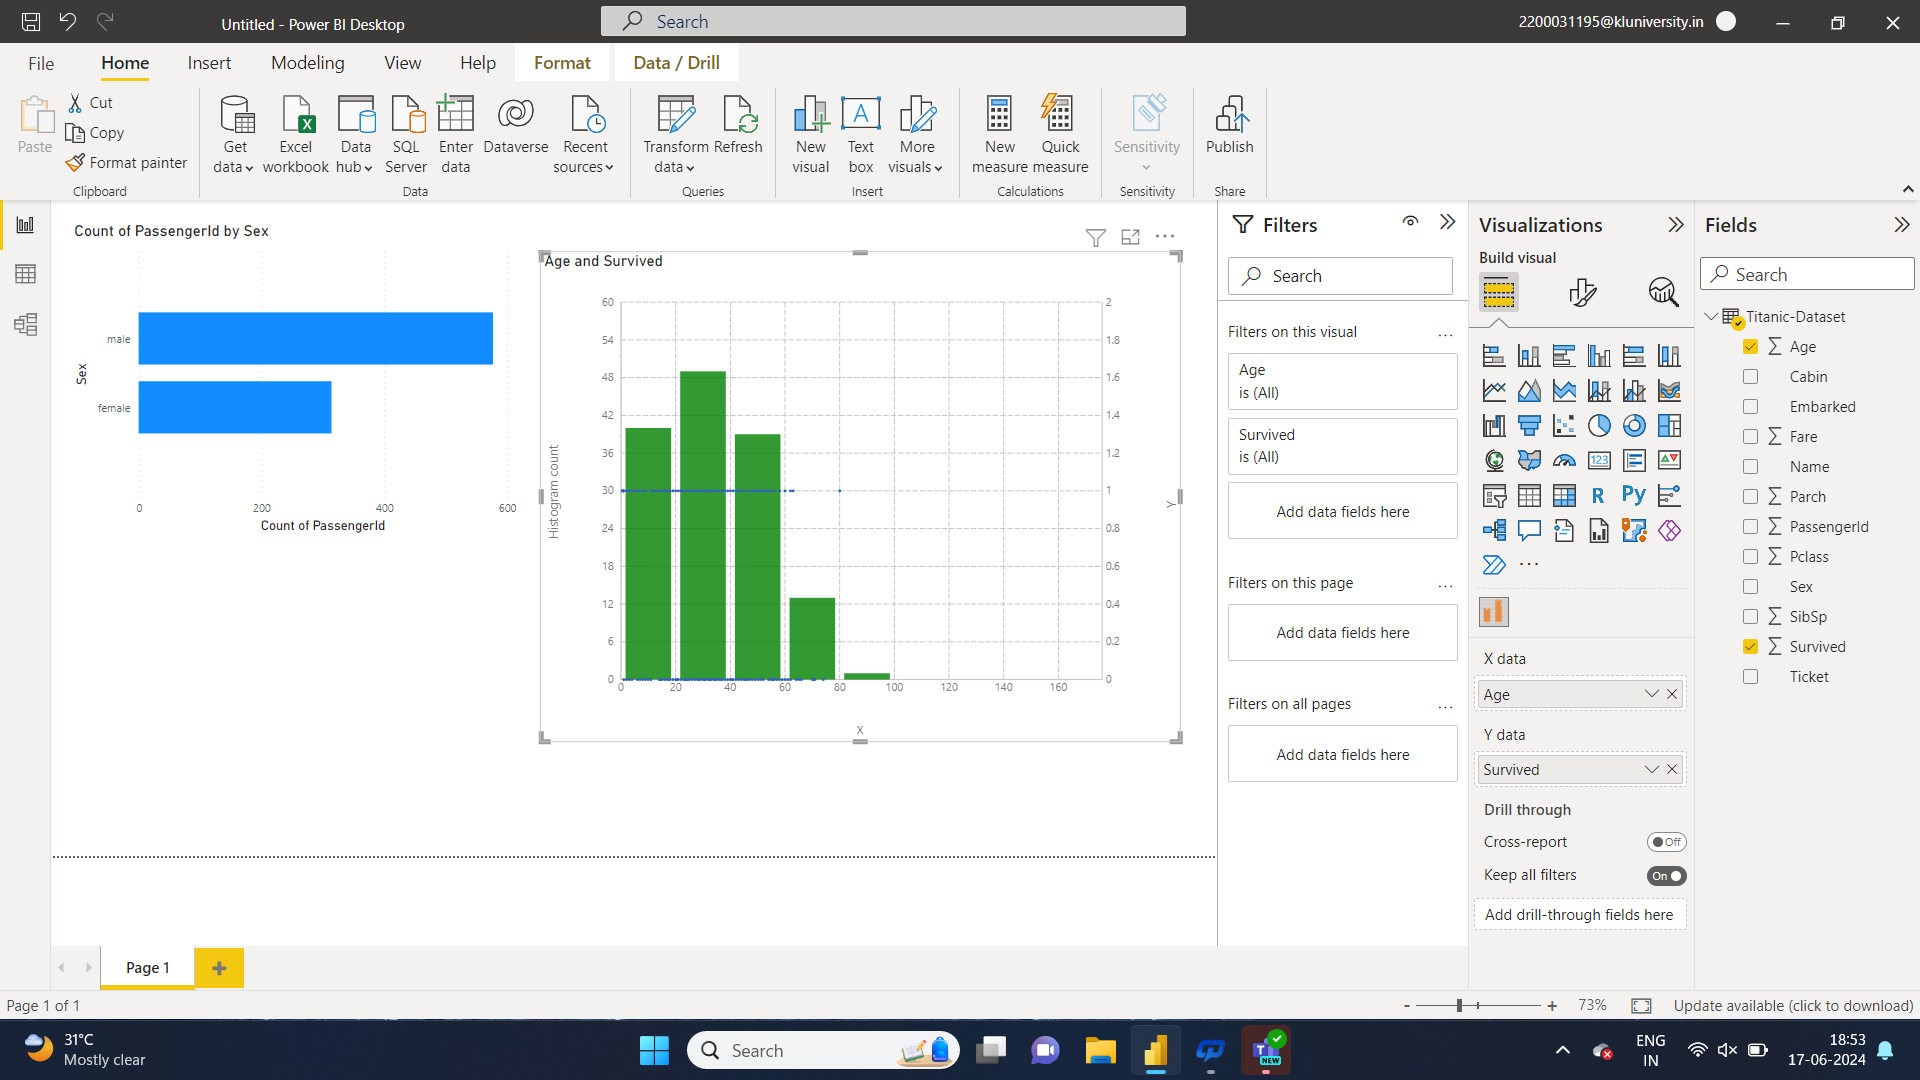 Untitled - Power BI Desktop
Search
2200031195@kluniversity.in
File
Home
Insert
Modeling
View
Help
Format
Data / Drill
Paste
Cut
Copy
Format painter
Clipboard
Get data
Excel workbook
Data hub
SQL Server
Enter data
Dataverse
Recent sources
Data
Transform data
Refresh
Queries
New visual
Text box
More visuals
Insert
New measure
Quick measure
Calculations
Sensitivity
Sensitivity
Publish
Share
Count of PassengerId by Sex
Sex
male
female
0 200 400 600
Count of PassengerId
Age and Survived
Histogram count
60
54
48
42
36
30
24
18
12
6
0
0 20 40 60 80 100 120 140 160
X
2
1.8
1.6
1.4
1.2
1
0.8
0.6
0.4
0.2
0
Y
Filters
Search
Filters on this visual
...
Age
is (All)
Survived
is (All)
Add data fields here
Filters on this page
...
Add data fields here
Filters on all pages
...
Add data fields here
Visualizations
Build visual
123
R
Py
...
X data
Age
Y data
Survived
Drill through
Cross-report
Off
Keep all filters
On
Add drill-through fields here
Fields
Search
Titanic-Dataset
Age
Cabin
Embarked
Fare
Name
Parch
PassengerId
Pclass
Sex
SibSp
Survived
Ticket
Page 1
Page 1 of 1
- + 73%
Update available (click to download)
31°C
Mostly clear
Search
NEW
ENG
IN
18:53
17-06-2024